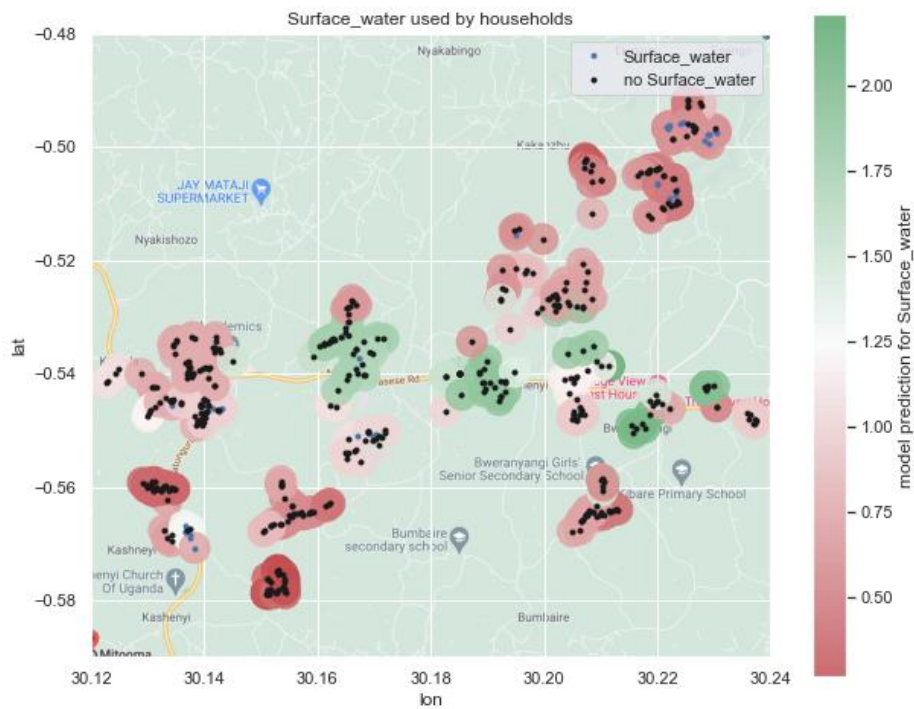 Surface_water used by households
−0.48
−0.50
−0.52
−0.54
−0.56
−0.58
lat
30.12
30.14
30.16
30.18
30.20
30.22
30.24
lon
Surface_water
no Surface_water
Nyakabingo
JAY MATAJI
SUPERMARKET
Nyakishozo
Bweranyangi Girls'
Senior Secondary School
Kibare Primary School
Bumbaire
secondary school
Kashenyi
Bumbaire
Mitooma
2.00
1.75
1.50
1.25
1.00
0.75
0.50
model prediction for Surface_water